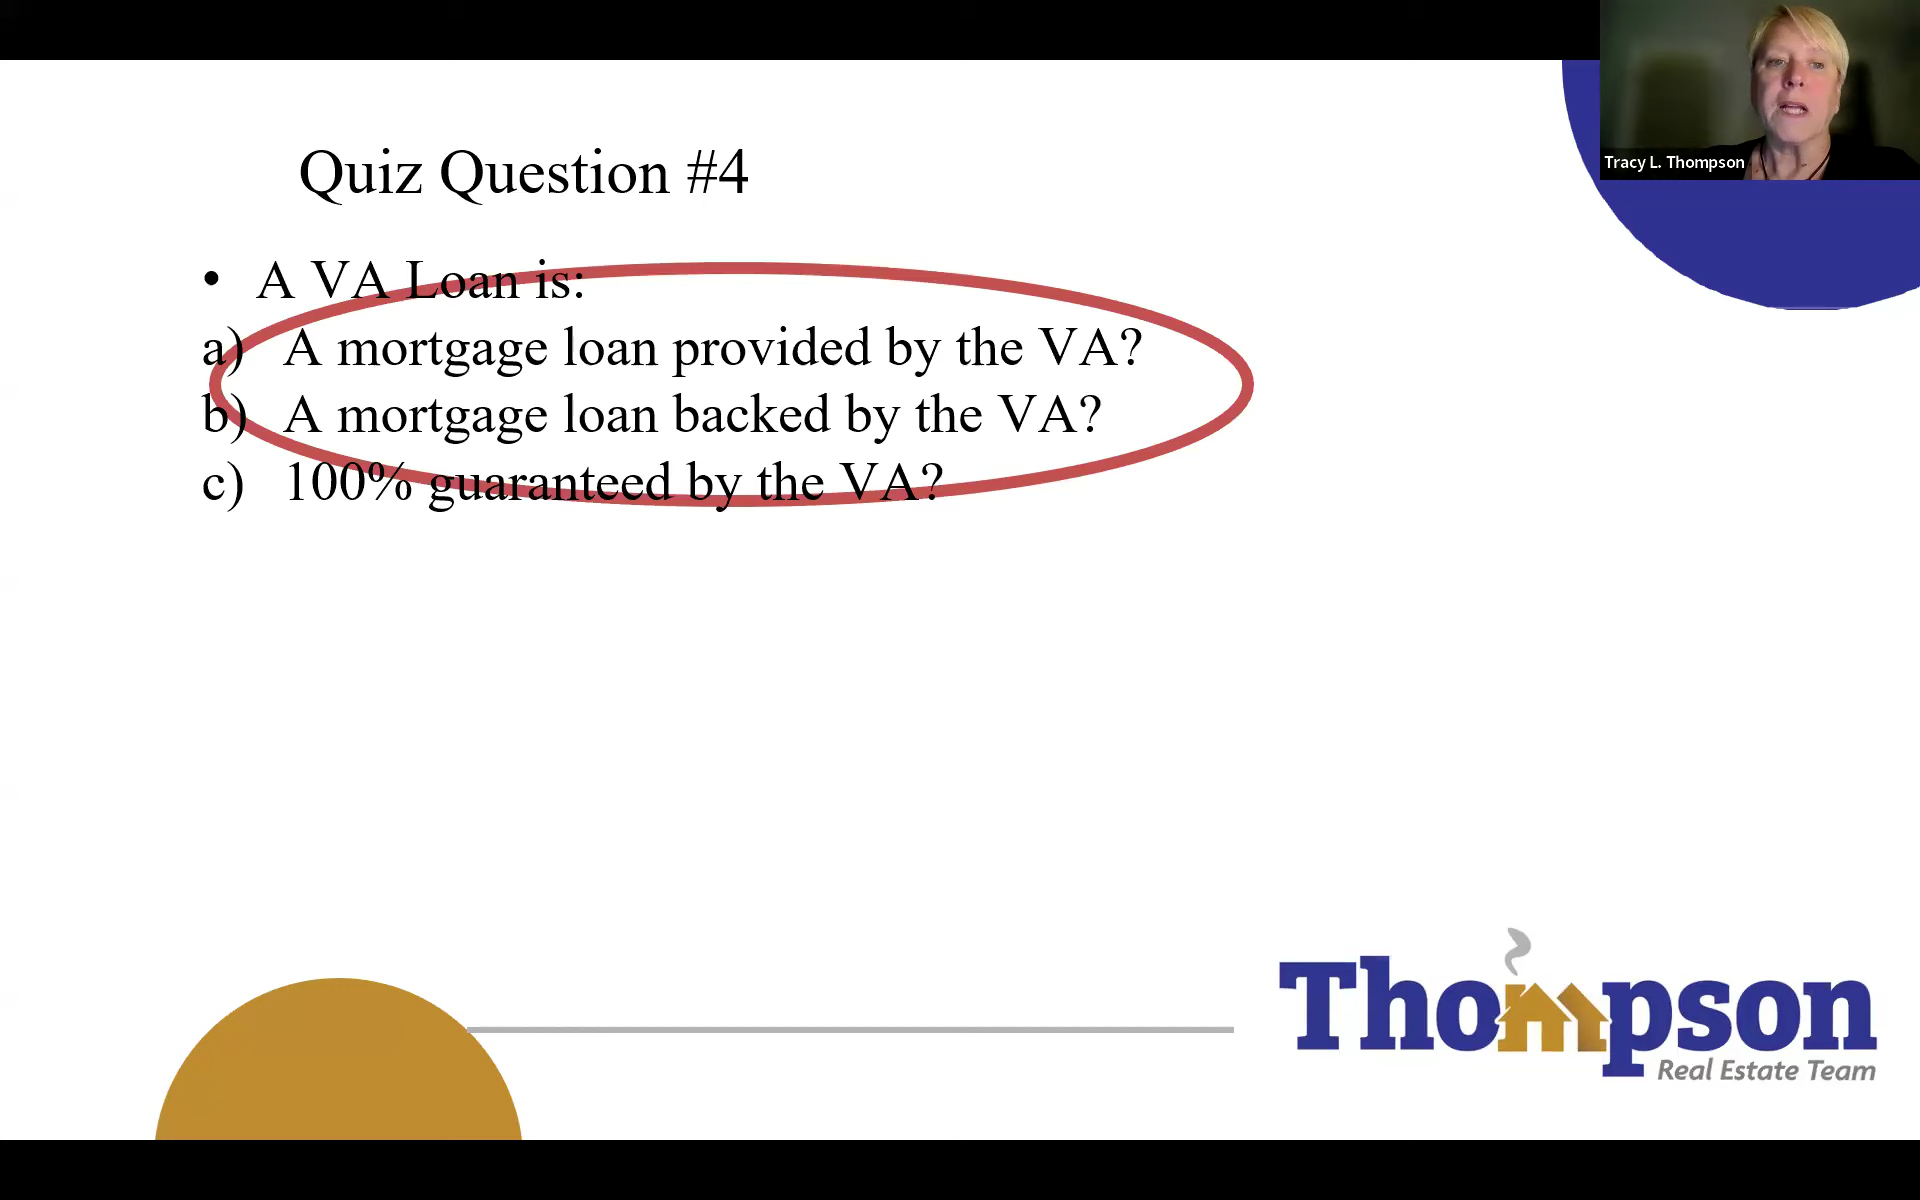 Tracy L. Thompson
Quiz Question #4
• A VA Loan is:
a) A mortgage loan provided by the VA?
b) A mortgage loan backed by the VA?
c) 100% guaranteed by the VA?
Thompson
Real Estate Team